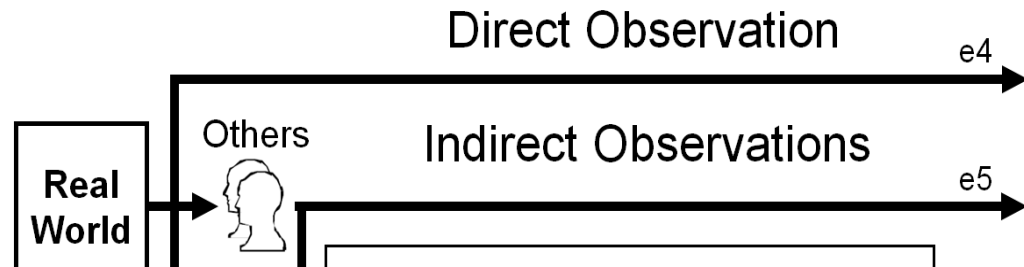 Direct Observation
e4
Others
Indirect Observations
Real
World
e5